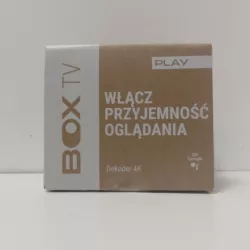 BOX TV
PLAY
WŁĄCZ
PRZYJEMNOŚĆ
OGLĄDANIA
Dekoder 4K